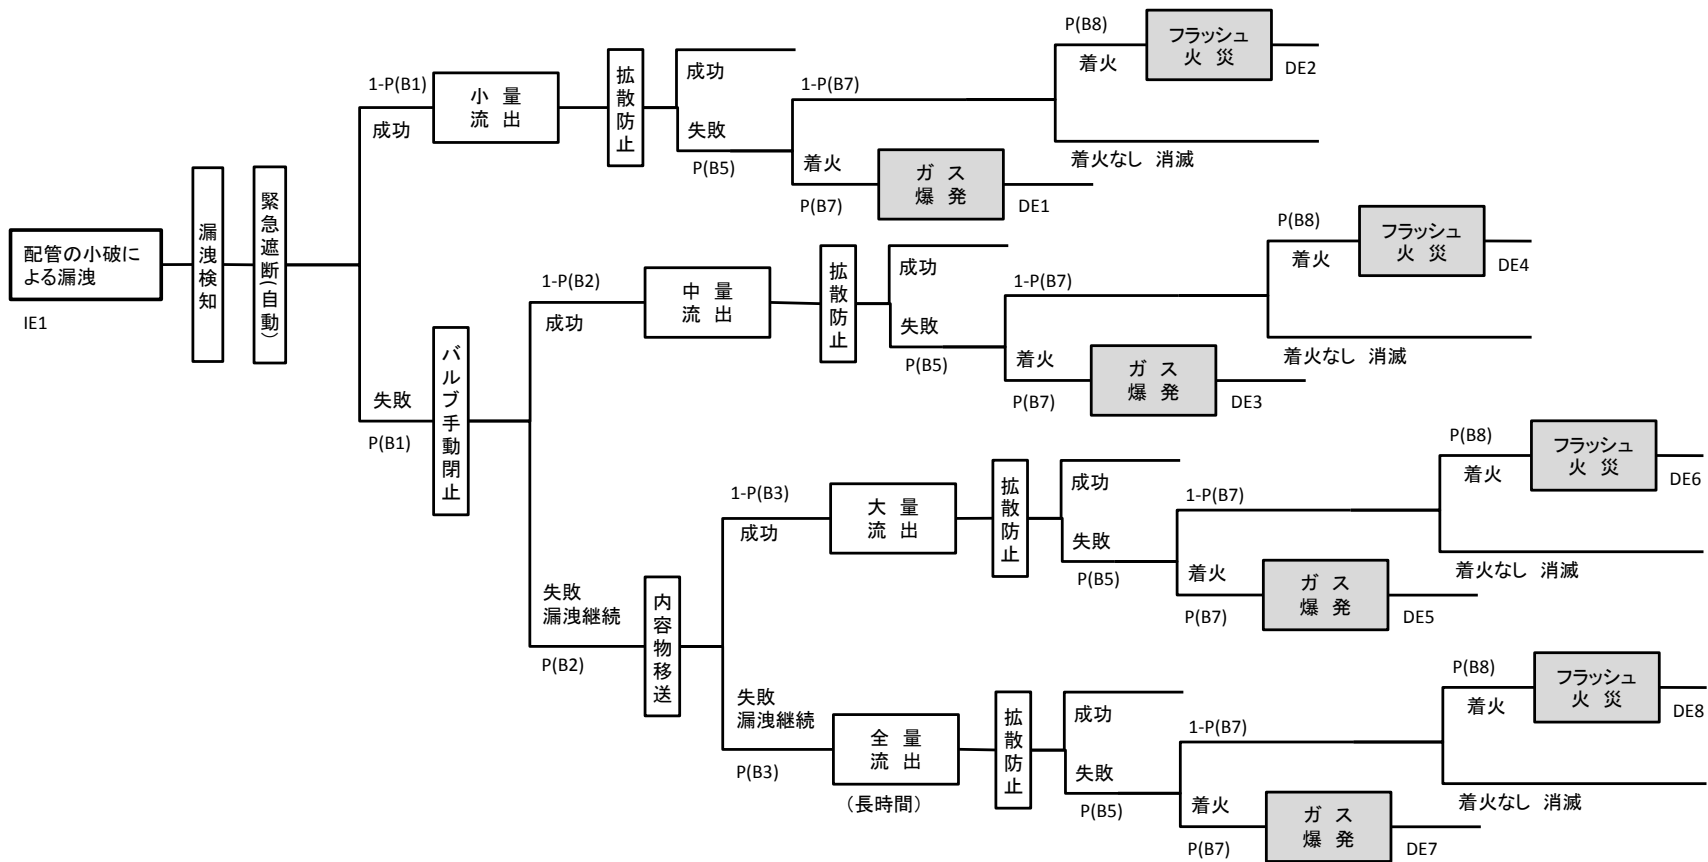 配管の小破に
よる漏洩
IE1
漏洩検知
緊急遮断(自動)
1-P(B1)
成功
失敗
P(B1)
小 量
流 出
拡散防止
成功
失敗
P(B5)
1-P(B7)
着火
P(B7)
ガ ス
爆 発
DE1
P(B8)
着火
フラッシュ
火 災
DE2
着火なし 消滅
バルブ手動閉止
1-P(B2)
成功
失敗
漏洩継続
P(B2)
中 量
流 出
拡散防止
成功
失敗
P(B5)
1-P(B7)
着火
P(B7)
ガ ス
爆 発
DE3
P(B8)
着火
フラッシュ
火 災
DE4
着火なし 消滅
内容物移送
1-P(B3)
成功
失敗
漏洩継続
P(B3)
大 量
流 出
拡散防止
成功
失敗
P(B5)
1-P(B7)
着火
P(B7)
ガ ス
爆 発
DE5
P(B8)
着火
フラッシュ
火 災
DE6
着火なし 消滅
全 量
流 出
（長時間）
拡散防止
成功
失敗
P(B5)
1-P(B7)
着火
P(B7)
ガ ス
爆 発
DE7
P(B8)
着火
フラッシュ
火 災
DE8
着火なし 消滅